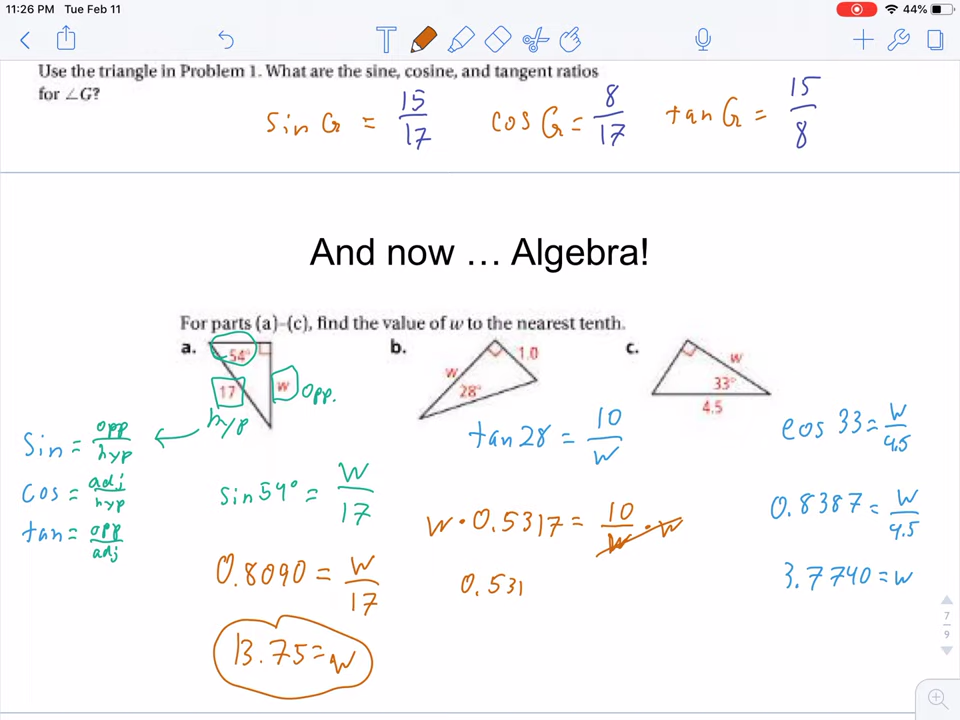 11:26 PM Tue Feb 11
44%
T
Use the triangle in Problem 1. What are the sine, cosine, and tangent ratios
for ∠G?
sin G = 15/17 cos G = 8/17 tan G = 15/8
And now … Algebra!
For parts (a)–(c), find the value of w to the nearest tenth.
a. 54° 17 w opp. hyp
b. w 28° 1.0
c. w 33° 4.5
sin = opp/hyp
cos = adj/hyp
tan = opp/adj
sin 54° = w/17
0.8090 = w/17
13.75 = w
tan 28 = 10/w
w · 0.5317 = 10/w · w
0.531
cos 33 = w/4.5
0.8387 = w/4.5
3.7740 = w
7
9